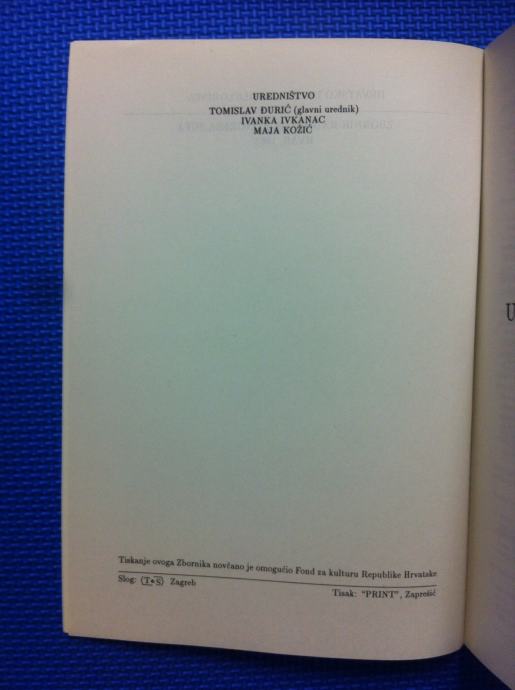 UREDNIŠTVO
TOMISLAV ĐURIĆ (glavni urednik)
IVANKA IVKANAC
MAJA KOŽIĆ
U
Tiskanje ovoga Zbornika novčano je omogućio Fond za kulturu Republike Hrvatske
Slog: T•S Zagreb
Tisak: "PRINT", Zaprešić